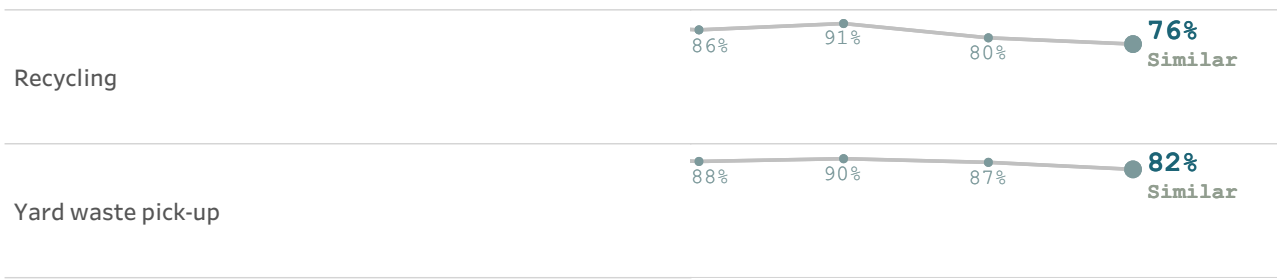 Recycling
86%
91%
80%
76%
Similar
Yard waste pick-up
88%
90%
87%
82%
Similar